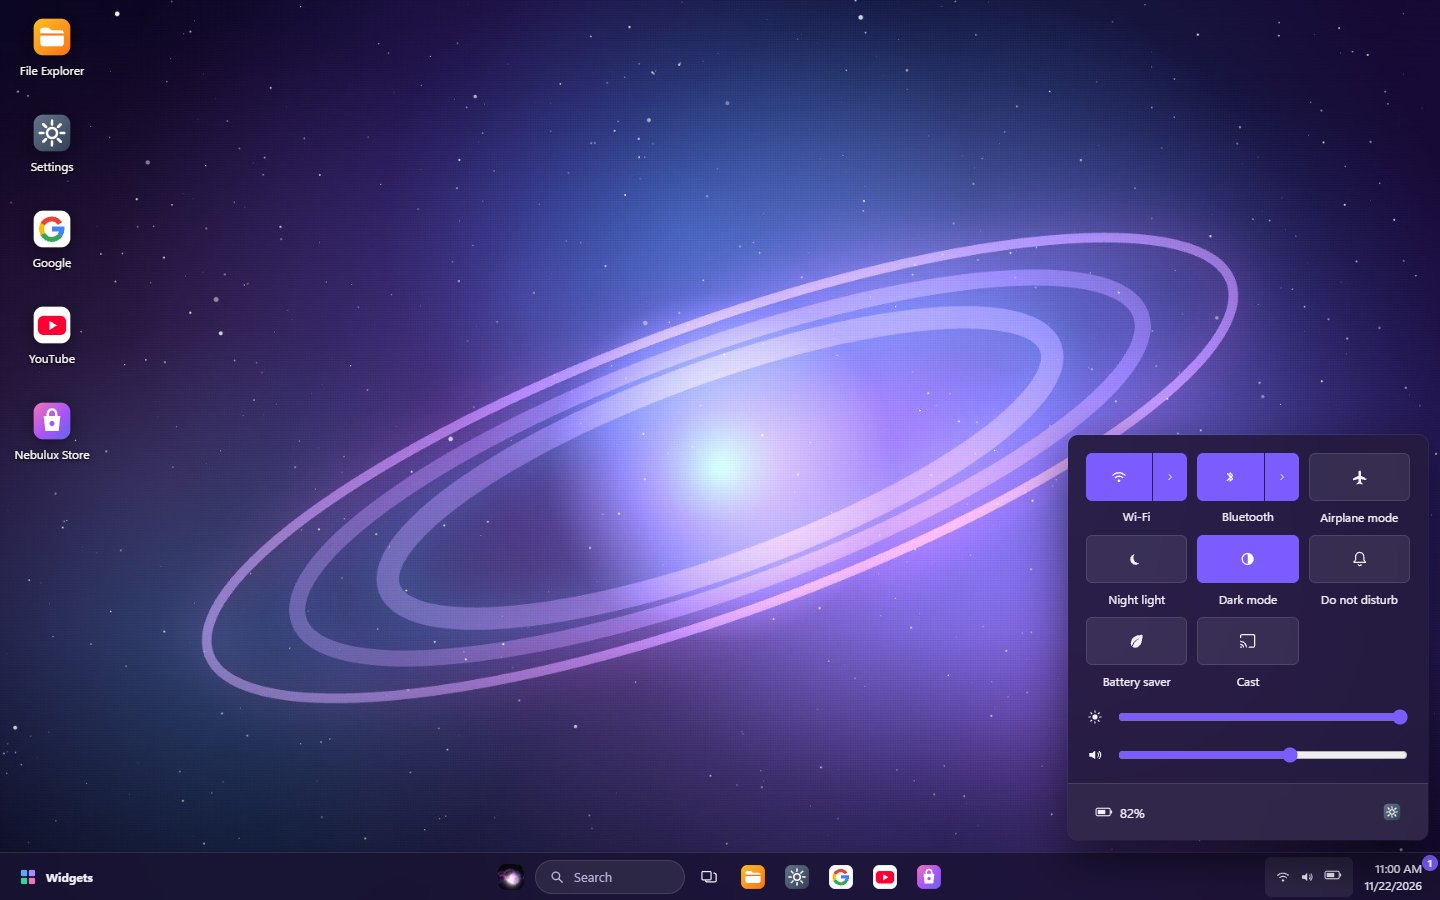 File Explorer
Settings
Google
YouTube
Nebulux Store
Wi-Fi
Bluetooth
Airplane mode
Night light
Dark mode
Do not disturb
Battery saver
Cast
82%
Widgets
Search
11:00 AM
11/22/2026
1